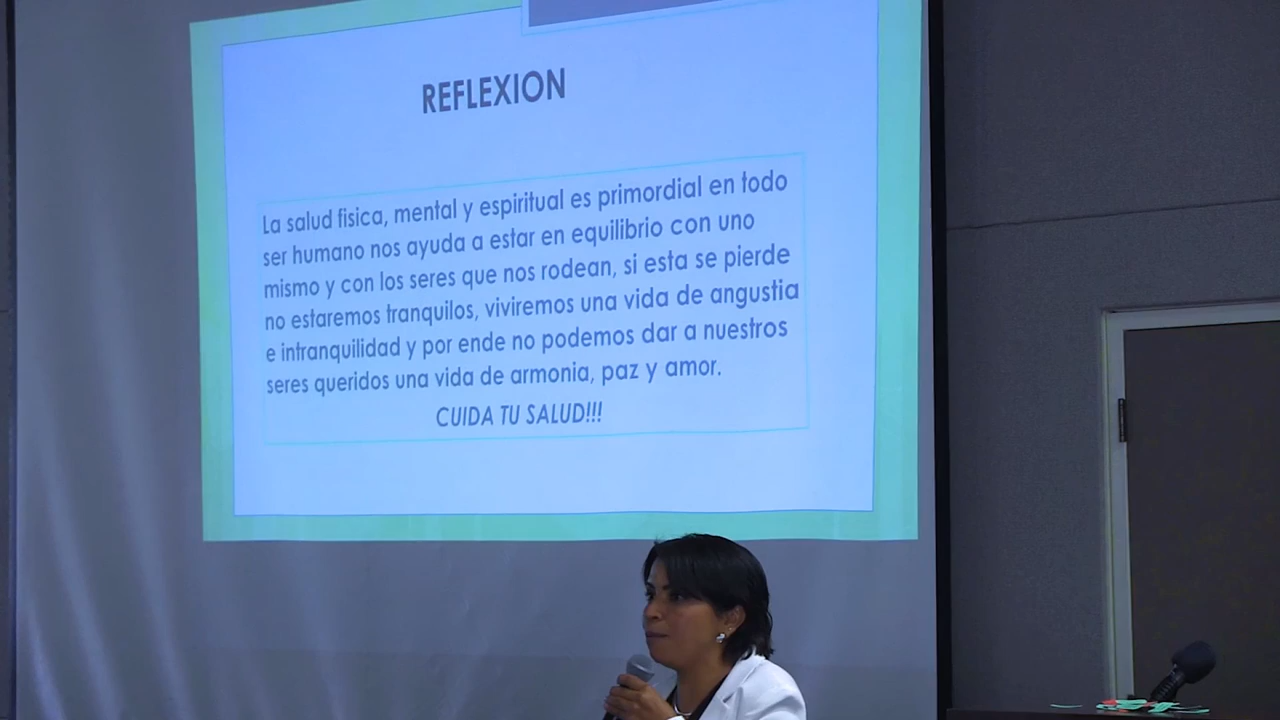 REFLEXION
La salud fisica, mental y espiritual es primordial en todo
ser humano nos ayuda a estar en equilibrio con uno
mismo y con los seres que nos rodean, si esta se pierde
no estaremos tranquilos, viviremos una vida de angustia
e intranquilidad y por ende no podemos dar a nuestros
seres queridos una vida de armonia, paz y amor.
CUIDA TU SALUD!!!